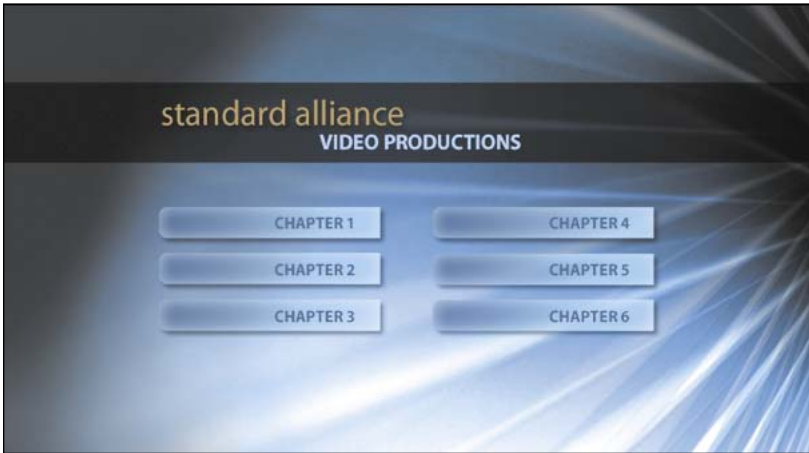 standard alliance
VIDEO PRODUCTIONS
CHAPTER 1
CHAPTER 2
CHAPTER 3
CHAPTER 4
CHAPTER 5
CHAPTER 6